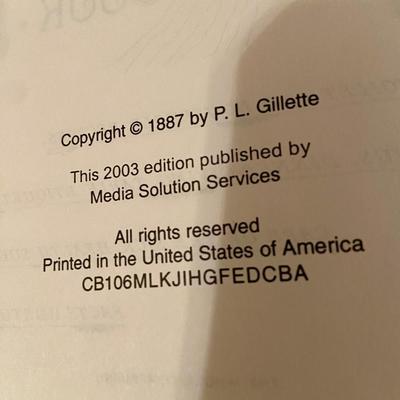 Copyright © 1887 by P. L. Gillette
This 2003 edition published by
Media Solution Services
All rights reserved
Printed in the United States of America
CB106MLKJIHGFEDCBA